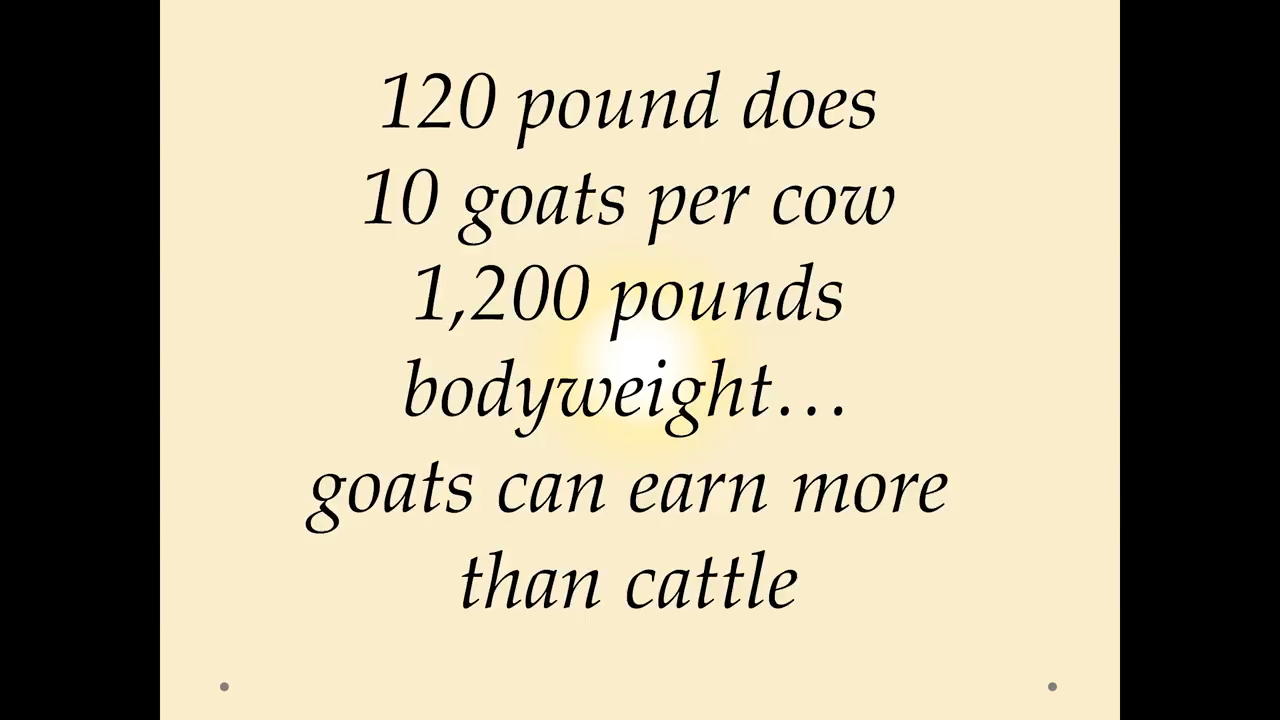 120 pound does
10 goats per cow
1,200 pounds
bodyweight…
goats can earn more
than cattle